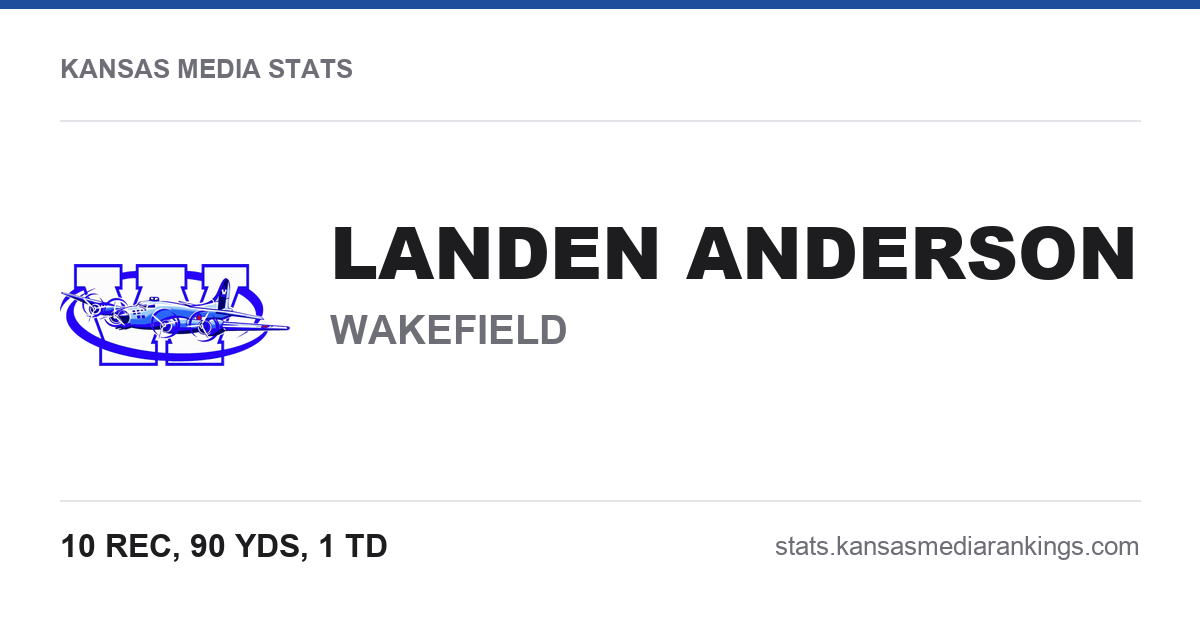 KANSAS MEDIA STATS
LANDEN ANDERSON
WAKEFIELD
10 REC, 90 YDS, 1 TD
stats.kansasmediarankings.com